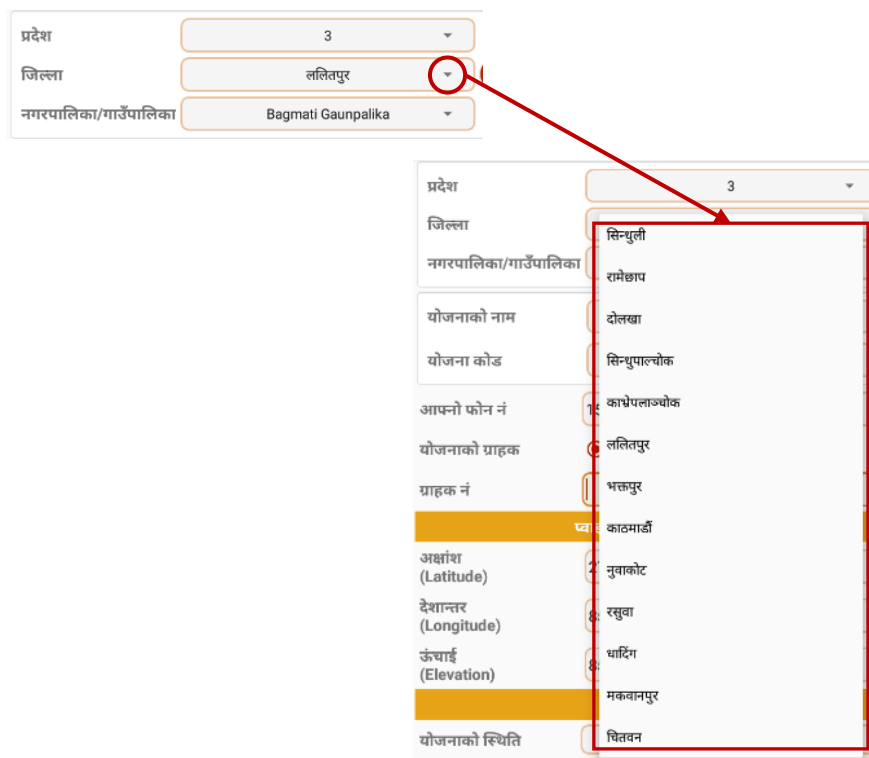 प्रदेश 3
जिल्ला ललितपुर
नगरपालिका/गाउँपालिका Bagmati Gaunpalika
प्रदेश 3
जिल्ला
नगरपालिका/गाउँपालिका
योजनाको नाम
योजना कोड
आफ्नो फोन नं
योजनाको ग्राहक
ग्राहक नं
अक्षांश
(Latitude)
देशान्तर
(Longitude)
ऊंचाई
(Elevation)
योजनाको स्थिति
सिन्धुली
रामेछाप
दोलखा
सिन्धुपाल्चोक
काभ्रेपलाञ्चोक
ललितपुर
भक्तपुर
काठमाडौं
नुवाकोट
रसुवा
धादिंग
मकवानपुर
चितवन